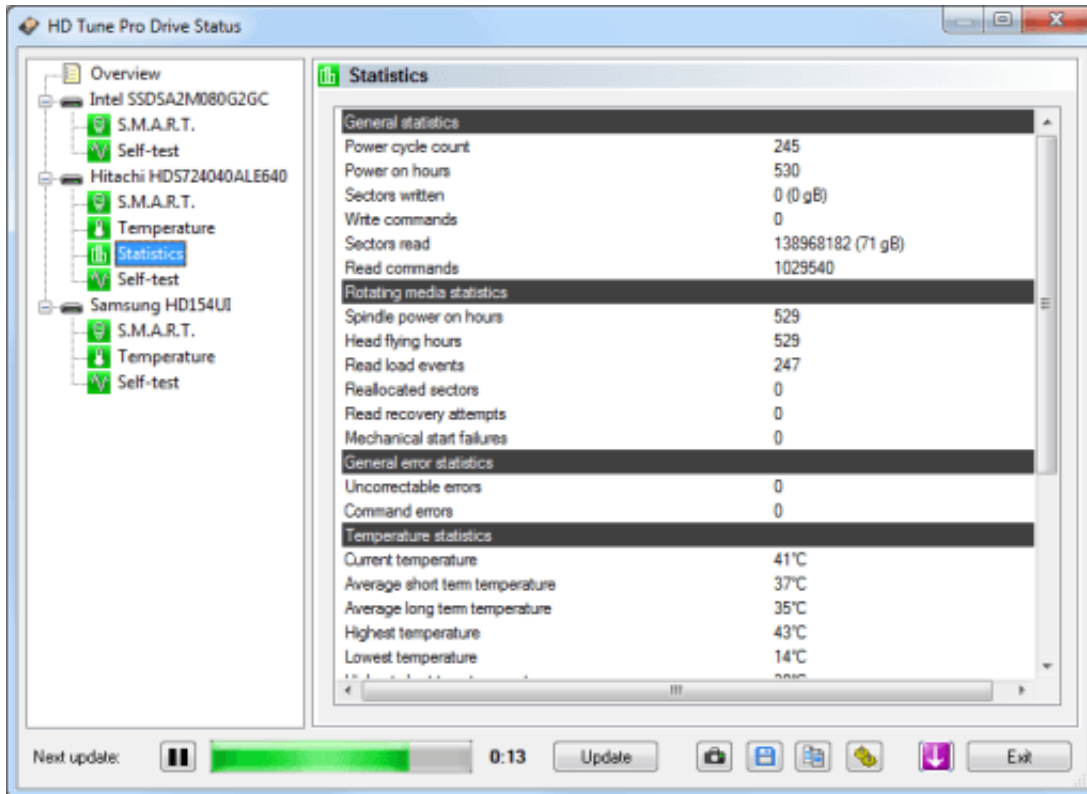 HD Tune Pro Drive Status
Overview
Intel SSDSA2M080G2GC
S.M.A.R.T.
Self-test
Hitachi HDS724040ALE640
S.M.A.R.T.
Temperature
Statistics
Self-test
Samsung HD154UI
S.M.A.R.T.
Temperature
Self-test
Statistics
General statistics
Power cycle count 245
Power on hours 530
Sectors written 0 (0 gB)
Write commands 0
Sectors read 138968182 (71 gB)
Read commands 1029540
Rotating media statistics
Spindle power on hours 529
Head flying hours 529
Read load events 247
Reallocated sectors 0
Read recovery attempts 0
Mechanical start failures 0
General error statistics
Uncorrectable errors 0
Command errors 0
Temperature statistics
Current temperature 41°C
Average short term temperature 37°C
Average long term temperature 35°C
Highest temperature 43°C
Lowest temperature 14°C
Next update: 0:13 Update Exit